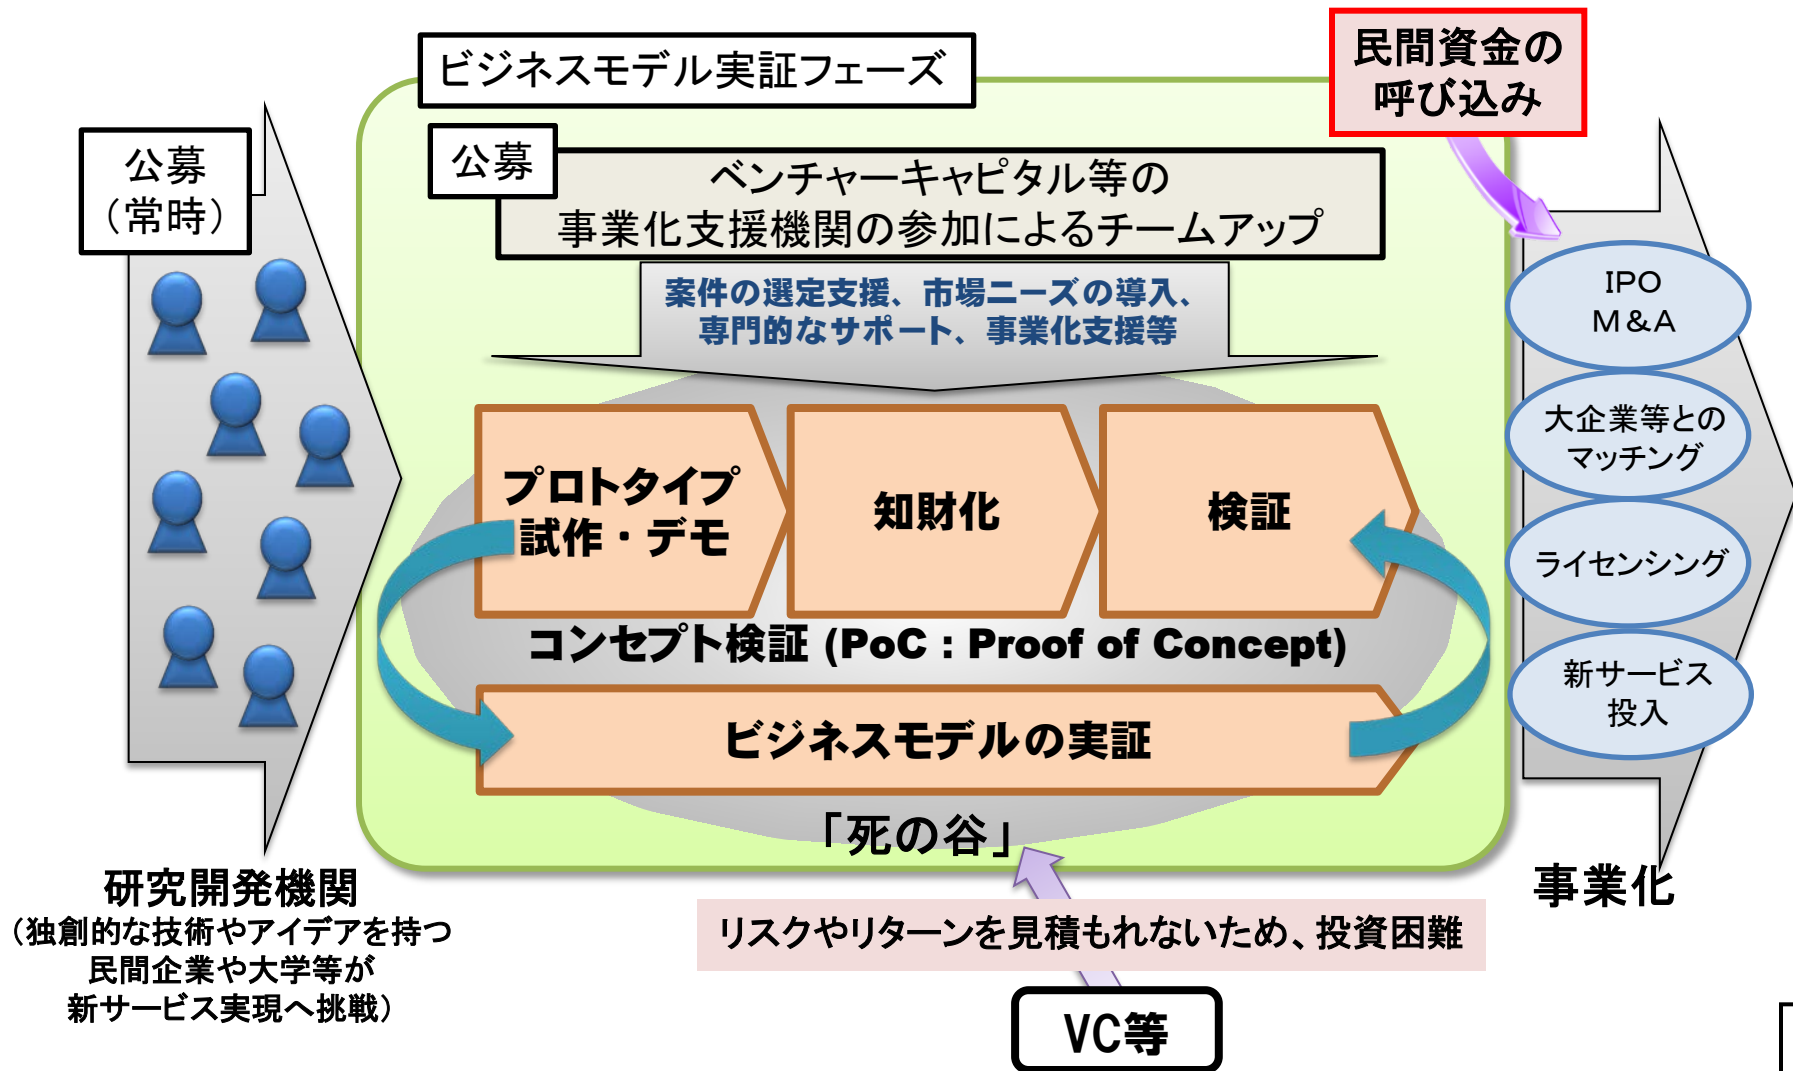 ビジネスモデル実証フェーズ
民間資金の
呼び込み
公募
（常時）
公募
ベンチャーキャピタル等の
事業化支援機関の参加によるチームアップ
案件の選定支援、市場ニーズの導入、
専門的なサポート、事業化支援等
プロトタイプ
試作・デモ
知財化
検証
コンセプト検証 (PoC : Proof of Concept)
ビジネスモデルの実証
「死の谷」
IPO
M&A
大企業等との
マッチング
ライセンシング
新サービス
投入
研究開発機関
（独創的な技術やアイデアを持つ
民間企業や大学等が
新サービス実現へ挑戦）
事業化
リスクやリターンを見積もれないため、投資困難
VC等